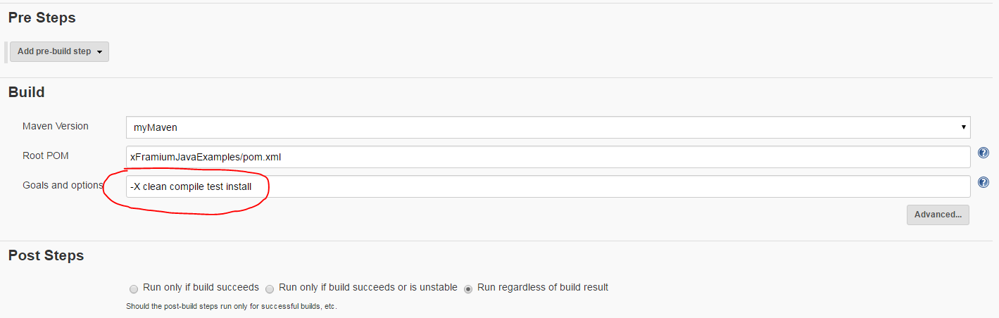 Pre Steps
Add pre-build step
Build
Maven Version
myMaven
Root POM
xFramiumJavaExamples/pom.xml
Goals and options
-X clean compile test install
Advanced...
Post Steps
Run only if build succeeds Run only if build succeeds or is unstable Run regardless of build result
Should the post-build steps run only for successful builds, etc.